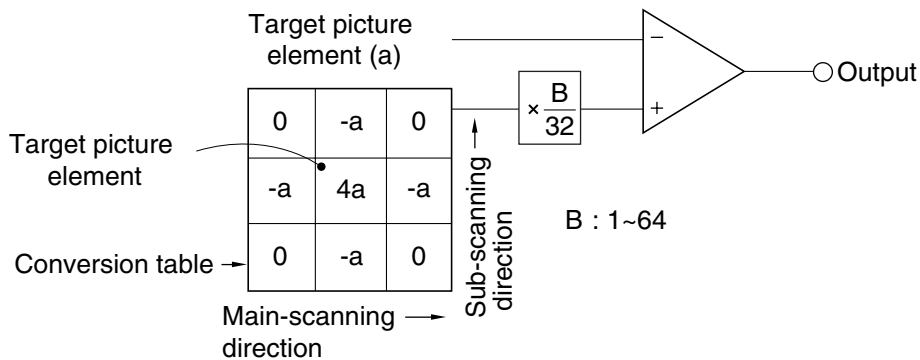 Target picture
element (a)
−
Output
× B
32
+
0 -a 0
Target picture
element
-a 4a -a
0 -a 0
Sub-scanning
direction
B : 1~64
Conversion table
Main-scanning
direction